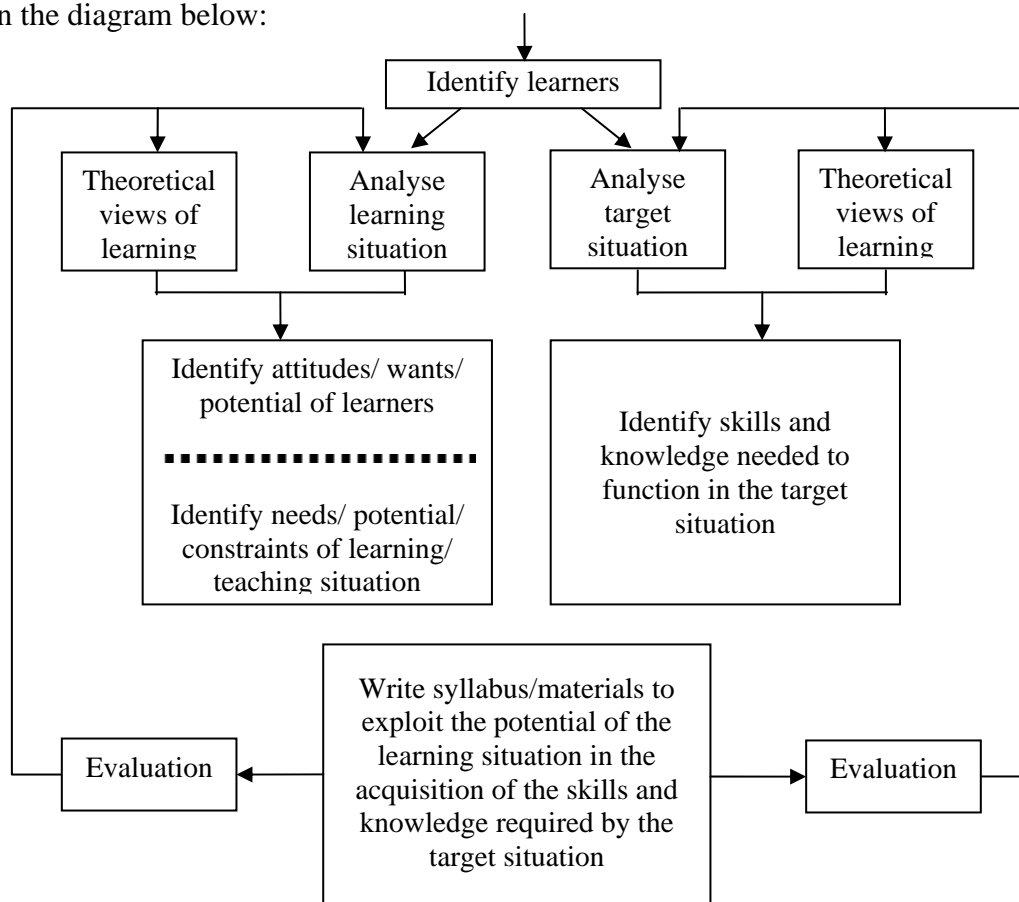 n the diagram below:
Identify learners
Theoretical
views of
learning
Analyse
learning
situation
Analyse
target
situation
Theoretical
views of
learning
Identify attitudes/ wants/
potential of learners
Identify needs/ potential/
constraints of learning/
teaching situation
Identify skills and
knowledge needed to
function in the target
situation
Evaluation
Write syllabus/materials to
exploit the potential of the
learning situation in the
acquisition of the skills and
knowledge required by the
target situation
Evaluation